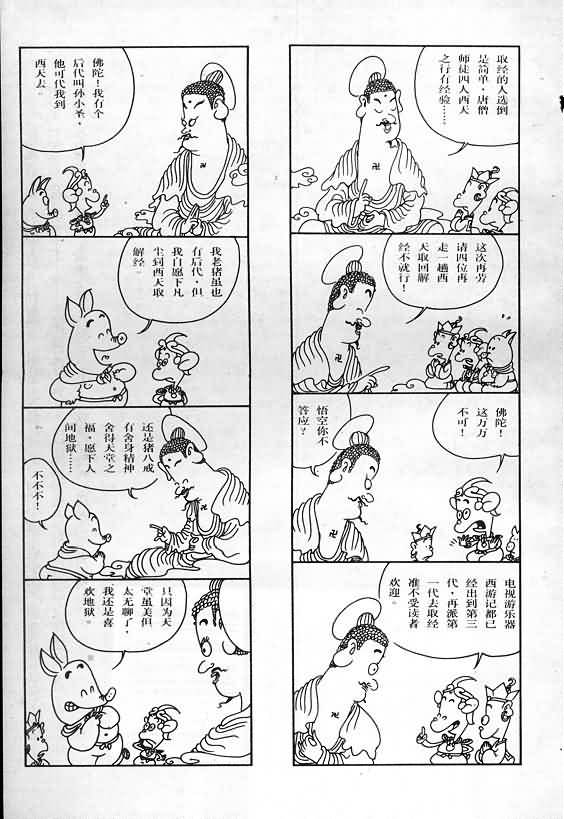 取经的人选倒
是简单，唐僧
师徒四人西天
之行有经验……
这次再劳
请四位再
走一趟西
天取回解
经不就行！
佛陀！
这万万
不可！
悟空你不
答应？
电视游乐器
西游记都已
经出到第三
代，再派第
一代去取经
准不受读者
欢迎。
佛陀！我有个
后代叫孙小圣，
他可代我到
西天去。
我老猪虽也
有后代，但
我自愿下凡
尘到西天取
解经。
还是猪八戒
有舍身精神
舍得天堂之
福，愿下人
间地狱……
不不不！
只因为天
堂虽美但
太无聊了，
我还是喜
欢地狱。